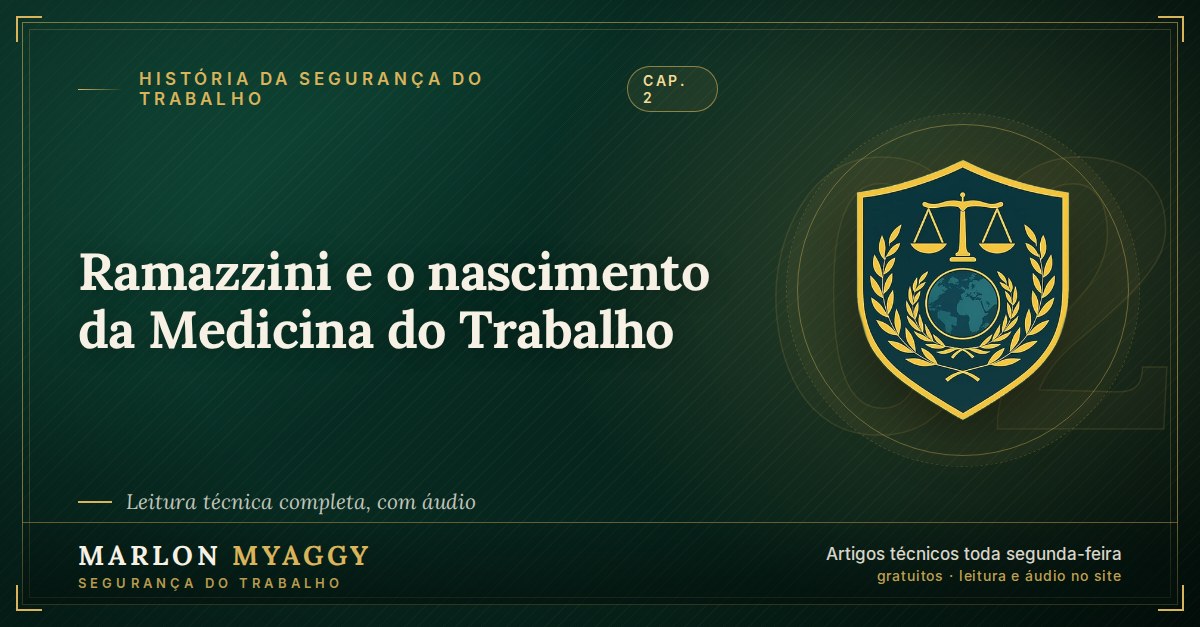 HISTÓRIA DA SEGURANÇA DO
TRABALHO
CAP.
2
Ramazzini e o nascimento
da Medicina do Trabalho
02
Leitura técnica completa, com áudio
MARLON MYAGGY
SEGURANÇA DO TRABALHO
Artigos técnicos toda segunda-feira
gratuitos · leitura e áudio no site